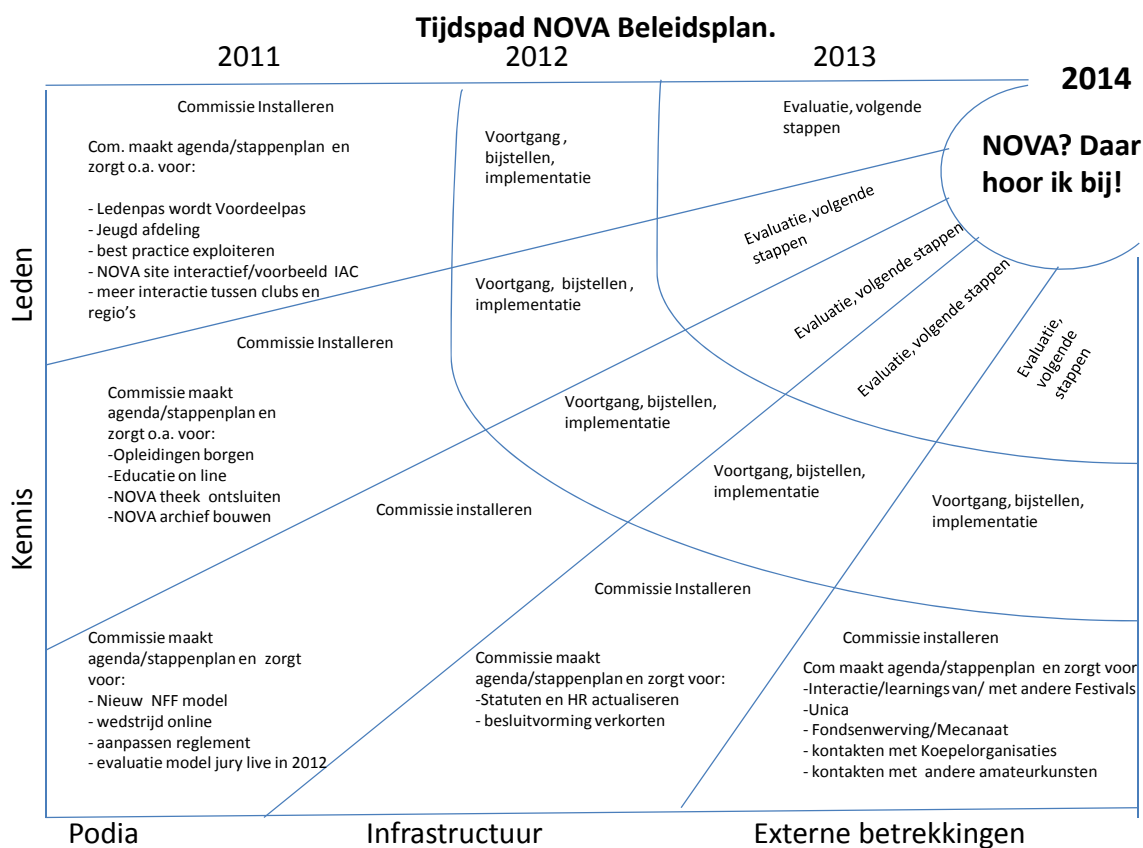 Tijdspad NOVA Beleidsplan.
2011
2012
2013
2014
NOVA? Daar
hoor ik bij!
Leden
Commissie Installeren
Com. maakt agenda/stappenplan en
zorgt o.a. voor:
- Ledenpas wordt Voordeelpas
- Jeugd afdeling
- best practice exploiteren
- NOVA site interactief/voorbeeld IAC
- meer interactie tussen clubs en
regio's
Voortgang ,
bijstellen,
implementatie
Evaluatie, volgende
stappen
Kennis
Commissie Installeren
Commissie maakt
agenda/stappenplan en
zorgt o.a. voor:
-Opleidingen borgen
-Educatie on line
-NOVA theek ontsluiten
-NOVA archief bouwen
Voortgang, bijstellen ,
implementatie
Evaluatie, volgende
stappen
Commissie installeren
Commissie maakt
agenda/stappenplan en zorgt
voor:
- Nieuw NFF model
- wedstrijd online
- aanpassen reglement
- evaluatie model jury live in 2012
Voortgang, bijstellen,
implementatie
Evaluatie, volgende stappen
Podia
Commissie Installeren
Commissie maakt
agenda/stappenplan en zorgt voor:
-Statuten en HR actualiseren
- besluitvorming verkorten
Voortgang, bijstellen,
implementatie
Evaluatie, volgende stappen
Infrastructuur
Commissie installeren
Com maakt agenda/stappenplan en zorgt voor
-Interactie/learnings van/ met andere Festivals
-Unica
- Fondsenwerving/Mecanaat
- kontakten met Koepelorganisaties
- kontakten met andere amateurkunsten
Voortgang, bijstellen,
implementatie
Evaluatie,
volgende
stappen
Externe betrekkingen